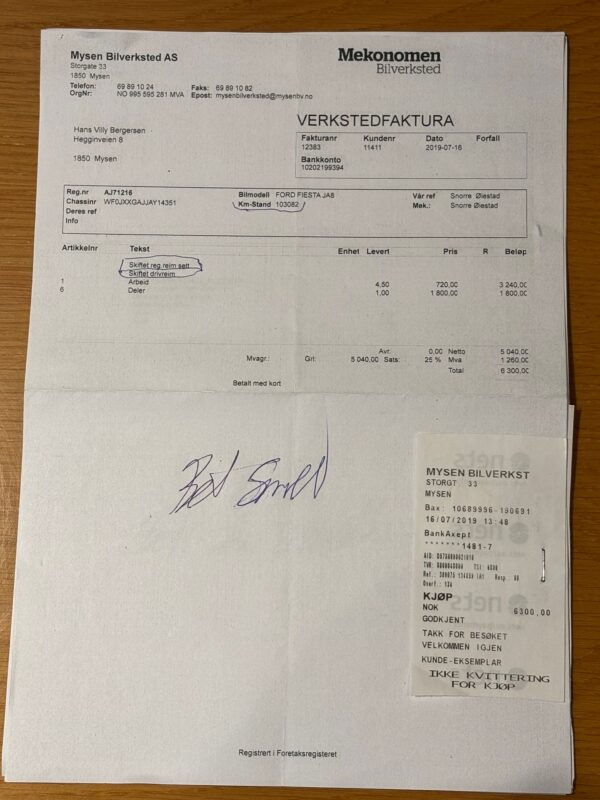 Mysen Bilverksted AS
Storgate 33
1850 Mysen
Telefon: 69 89 10 24 Faks: 69 89 10 82
OrgNr: NO 995 595 281 MVA Epost: mysenbilverksted@mysenbv.no
Mekonomen
Bilverksted
VERKSTEDFAKTURA
Hans Villy Bergersen
Hegginveien 8
1850 Mysen
Fakturanr Kundenr Dato Forfall
12383 11411 2019-07-16
Bankkonto
10202199394
Reg.nr AJ71215 Bilmodell FORD FIESTA JA8 Vår ref Snorre Øiestad
Chassinr WF0JXXGAJJAY14351 Km-Stand 103082 Mek.: Snorre Øiestad
Deres ref
Info
Artikkelnr Tekst Enhet Levert Pris R Beløp
Skiftet reg reim sett
Skiftet drivreim
1 Arbeid 4,50 720,00 3 240,00
6 Deler 1,00 1 800,00 1 800,00
Avr. 0,00 Netto 5 040,00
Mvagr.: Grl: 5 040,00 Sats: 25 % Mva 1 260,00
Total 6 300,00
Betalt med kort
MYSEN BILVERKST
STORGT. 33
MYSEN
Bax: 10689996-190691
16/07/2019 13:48
BankAxept
*******1481-7
KJØP
NOK 6300,00
GODKJENT
TAKK FOR BESØKET
VELKOMMEN IGJEN
KUNDE-EKSEMPLAR
IKKE KVITTERING
FOR KJØP
Registrert i Foretaksregisteret